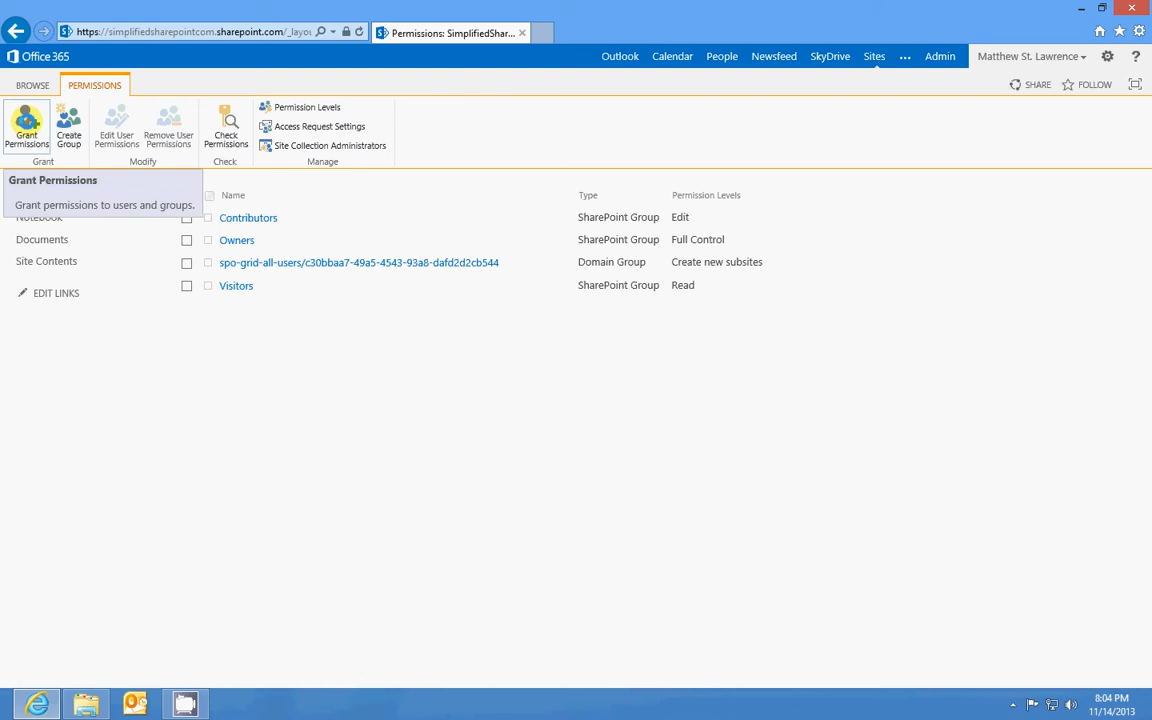 https://simplifiedsharepointcom.sharepoint.com/_layou
Permissions: SimplifiedShar...
Office 365
Outlook Calendar People Newsfeed SkyDrive Sites ... Admin Matthew St. Lawrence ?
BROWSE PERMISSIONS SHARE FOLLOW
Grant Permissions
Create Group
Edit User Permissions
Remove User Permissions
Check Permissions
Permission Levels
Access Request Settings
Site Collection Administrators
Grant Modify Check Manage
Grant Permissions
Grant permissions to users and groups.
Notebook
Documents
Site Contents
EDIT LINKS
Name Type Permission Levels
Contributors SharePoint Group Edit
Owners SharePoint Group Full Control
spo-grid-all-users/c30bbaa7-49a5-4543-93a8-dafd2d2cb544 Domain Group Create new subsites
Visitors SharePoint Group Read
8:04 PM
11/14/2013